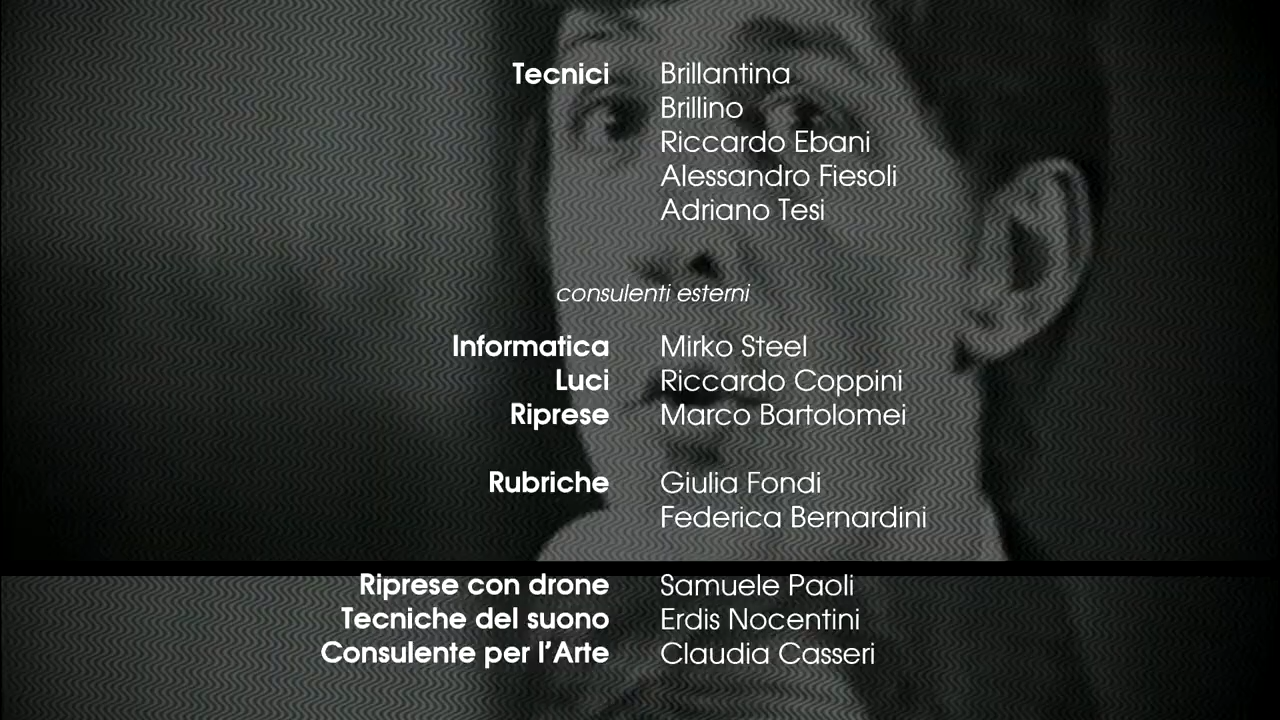 Tecnici Brillantina
Brillino
Riccardo Ebani
Alessandro Fiesoli
Adriano Tesi
consulenti esterni
Informatica Mirko Steel
Luci Riccardo Coppini
Riprese Marco Bartolomei
Rubriche Giulia Fondi
Federica Bernardini
Riprese con drone Samuele Paoli
Tecniche del suono Erdis Nocentini
Consulente per l'Arte Claudia Casseri